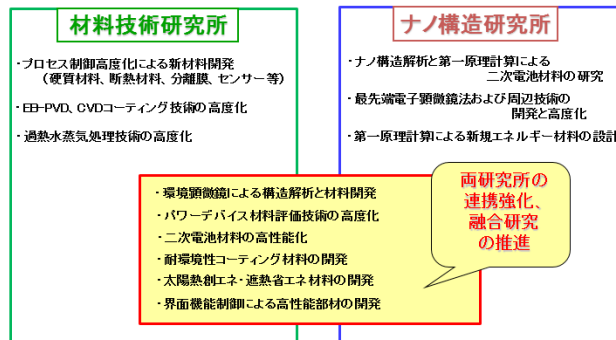 材料技術研究所
・プロセス制御高度化による新材料開発
（硬質材料、断熱材料、分離膜、センサー等）
・EB-PVD、CVDコーティング技術の高度化
・過熱水蒸気処理技術の高度化
ナノ構造研究所
・ナノ構造解析と第一原理計算による
二次電池材料の研究
・最先端電子顕微鏡法および周辺技術の
開発と高度化
・第一原理計算による新規エネルギー材料の設計
・環境顕微鏡による構造解析と材料開発
・パワーデバイス材料評価技術の高度化
・二次電池材料の高性能化
・耐環境性コーティング材料の開発
・太陽熱創エネ・遮熱省エネ材料の開発
・界面機能制御による高性能部材の開発
両研究所の
連携強化、
融合研究
の推進